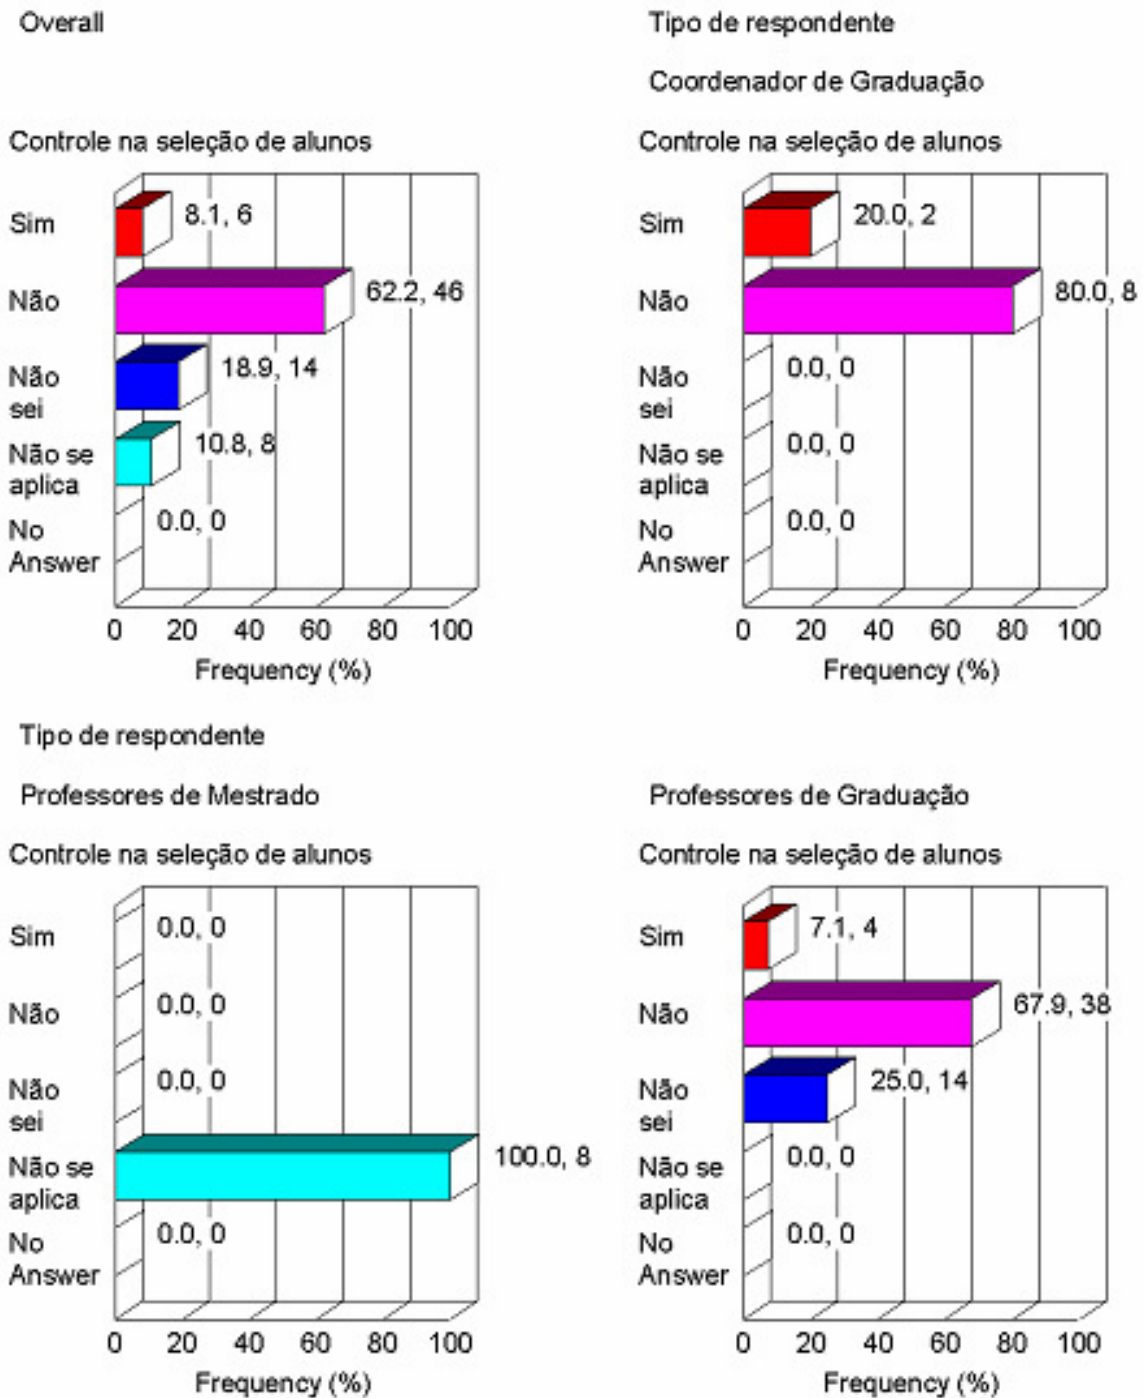 Overall
Controle na seleção de alunos
Sim
8.1, 6
Não
62.2, 46
Não
sei
18.9, 14
Não se
aplica
10.8, 8
No
Answer
0.0, 0
0 20 40 60 80 100
Frequency (%)
Tipo de respondente
Coordenador de Graduação
Controle na seleção de alunos
Sim
20.0, 2
Não
80.0, 8
Não
sei
0.0, 0
Não se
aplica
0.0, 0
No
Answer
0.0, 0
0 20 40 60 80 100
Frequency (%)
Tipo de respondente
Professores de Mestrado
Controle na seleção de alunos
Sim
0.0, 0
Não
0.0, 0
Não
sei
0.0, 0
Não se
aplica
100.0, 8
No
Answer
0.0, 0
0 20 40 60 80 100
Frequency (%)
Professores de Graduação
Controle na seleção de alunos
Sim
7.1, 4
Não
67.9, 38
Não
sei
25.0, 14
Não se
aplica
0.0, 0
No
Answer
0.0, 0
0 20 40 60 80 100
Frequency (%)